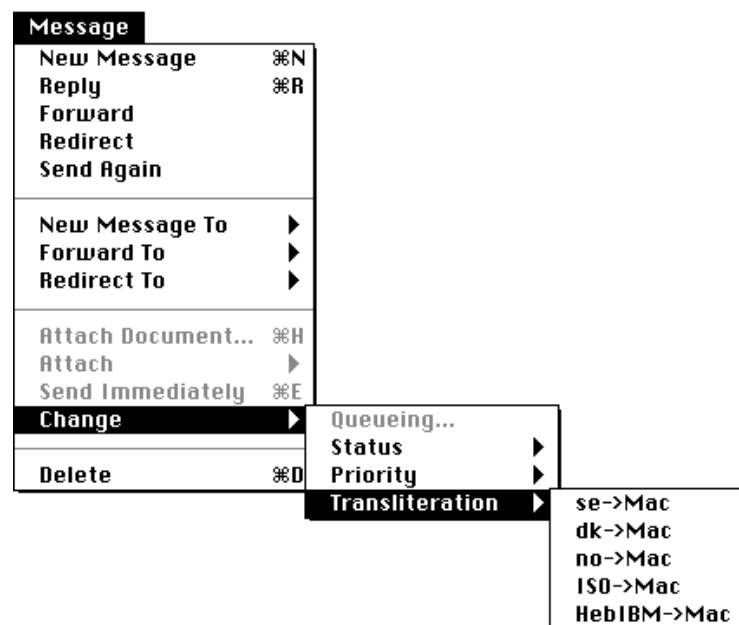 Message
New Message ⌘N
Reply ⌘R
Forward
Redirect
Send Again
New Message To
Forward To
Redirect To
Attach Document... ⌘H
Attach
Send Immediately ⌘E
Change
Queueing...
Status
Delete ⌘D
Priority
Transliteration
se->Mac
dk->Mac
no->Mac
ISO->Mac
HebIBM->Mac